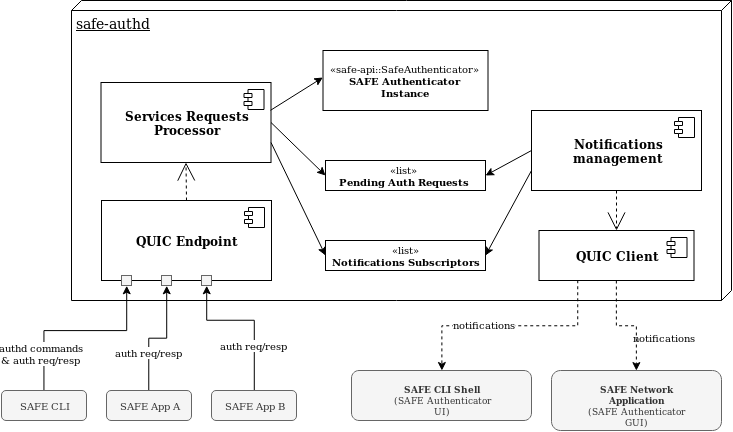 safe-authd
«safe-api::SafeAuthenticator»
SAFE Authenticator
Instance
Services Requests
Processor
Notifications
management
«list»
Pending Auth Requests
QUIC Endpoint
«list»
Notifications Subscriptors
QUIC Client
notifications
notifications
authd commands
& auth req/resp
auth req/resp
auth req/resp
SAFE CLI
SAFE App A
SAFE App B
SAFE CLI Shell
(SAFE Authenticator
UI)
SAFE Network
Application
(SAFE Authenticator
GUI)